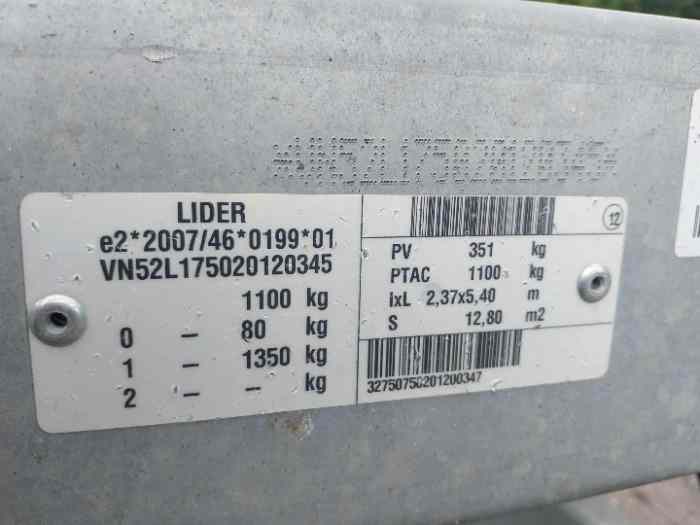 LIDER
e2*2007/46*0199*01
VN52L175020120345
1100 kg
0 - 80 kg
1 - 1350 kg
2 - - kg
12
PV 351 kg
PTAC 1100 kg
lxL 2,37x5,40 m
S 12,80 m2
32750750201200347